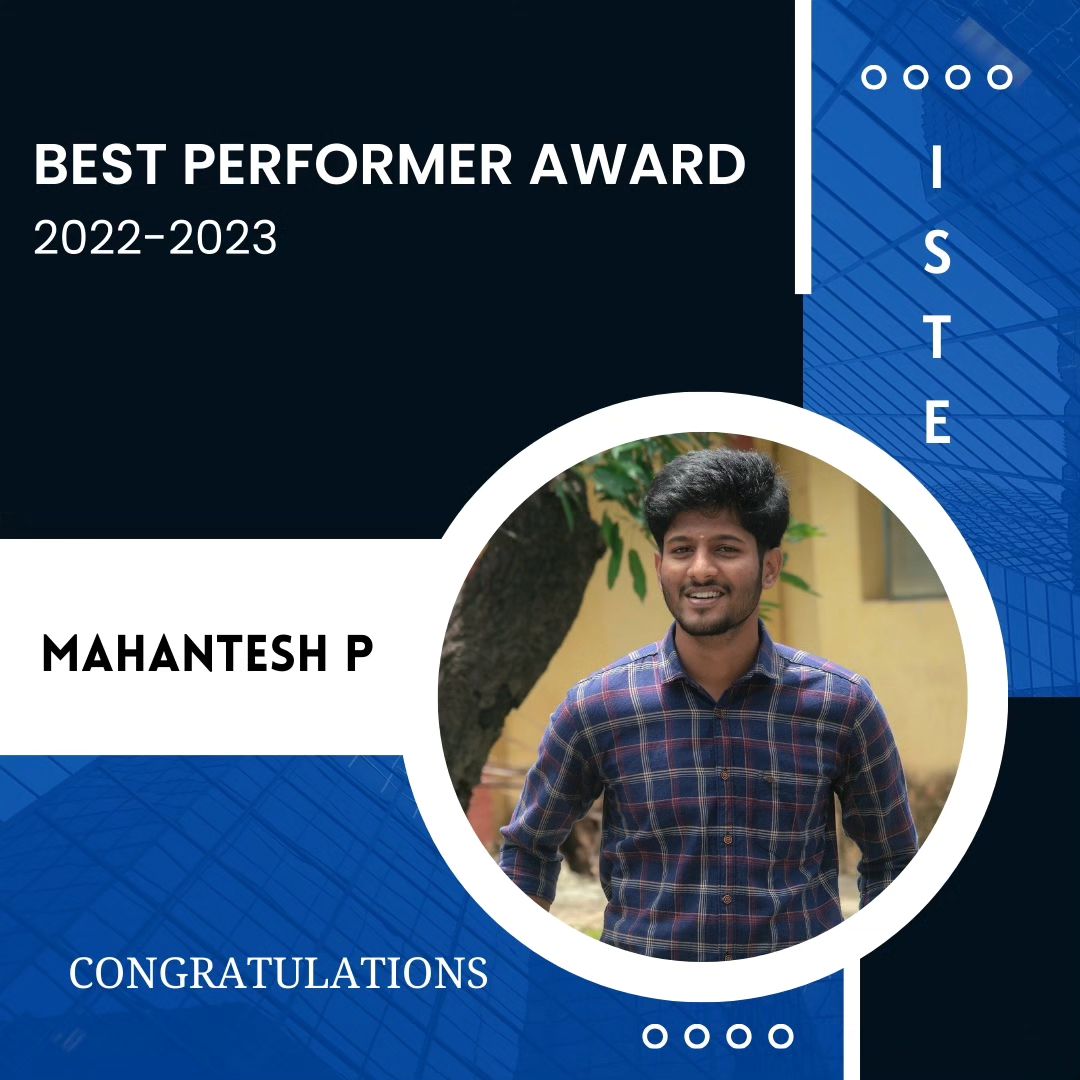 BEST PERFORMER AWARD
2022-2023
I
S
T
E
MAHANTESH P
CONGRATULATIONS